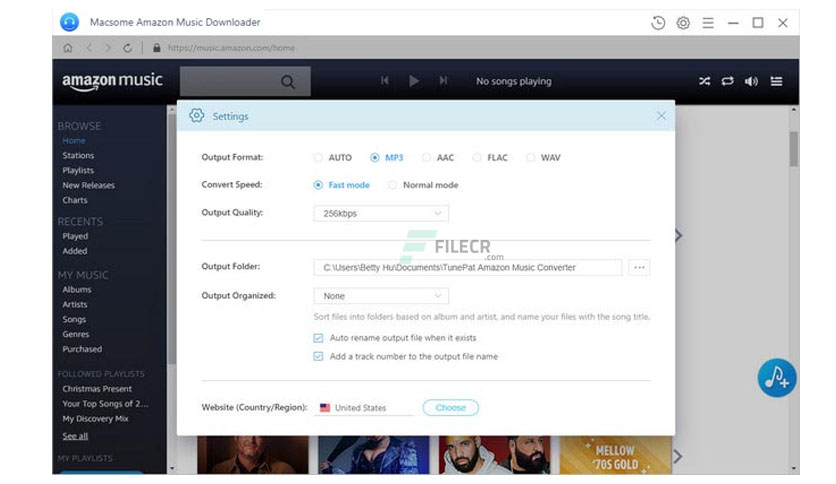 Macsome Amazon Music Downloader
https://music.amazon.com/home
amazon music
No songs playing
BROWSE
Home
Stations
Playlists
New Releases
Charts
RECENTS
Played
Added
MY MUSIC
Albums
Artists
Songs
Genres
Purchased
FOLLOWED PLAYLISTS
Christmas Present
Your Top Songs of 2...
My Discovery Mix
See all
MY PLAYLISTS
Settings
Output Format: AUTO MP3 AAC FLAC WAV
Convert Speed: Fast mode Normal mode
Output Quality: 256kbps
FILECR
.com
Output Folder: C:\Users\Betty Hu\Documents\TunePat Amazon Music Converter ...
Output Organized: None
Sort files into folders based on album and artist, and name your files with the song title.
Auto rename output file when it exists
Add a track number to the output file name
Website (Country/Region): United States Choose
MELLOW
'70S GOLD